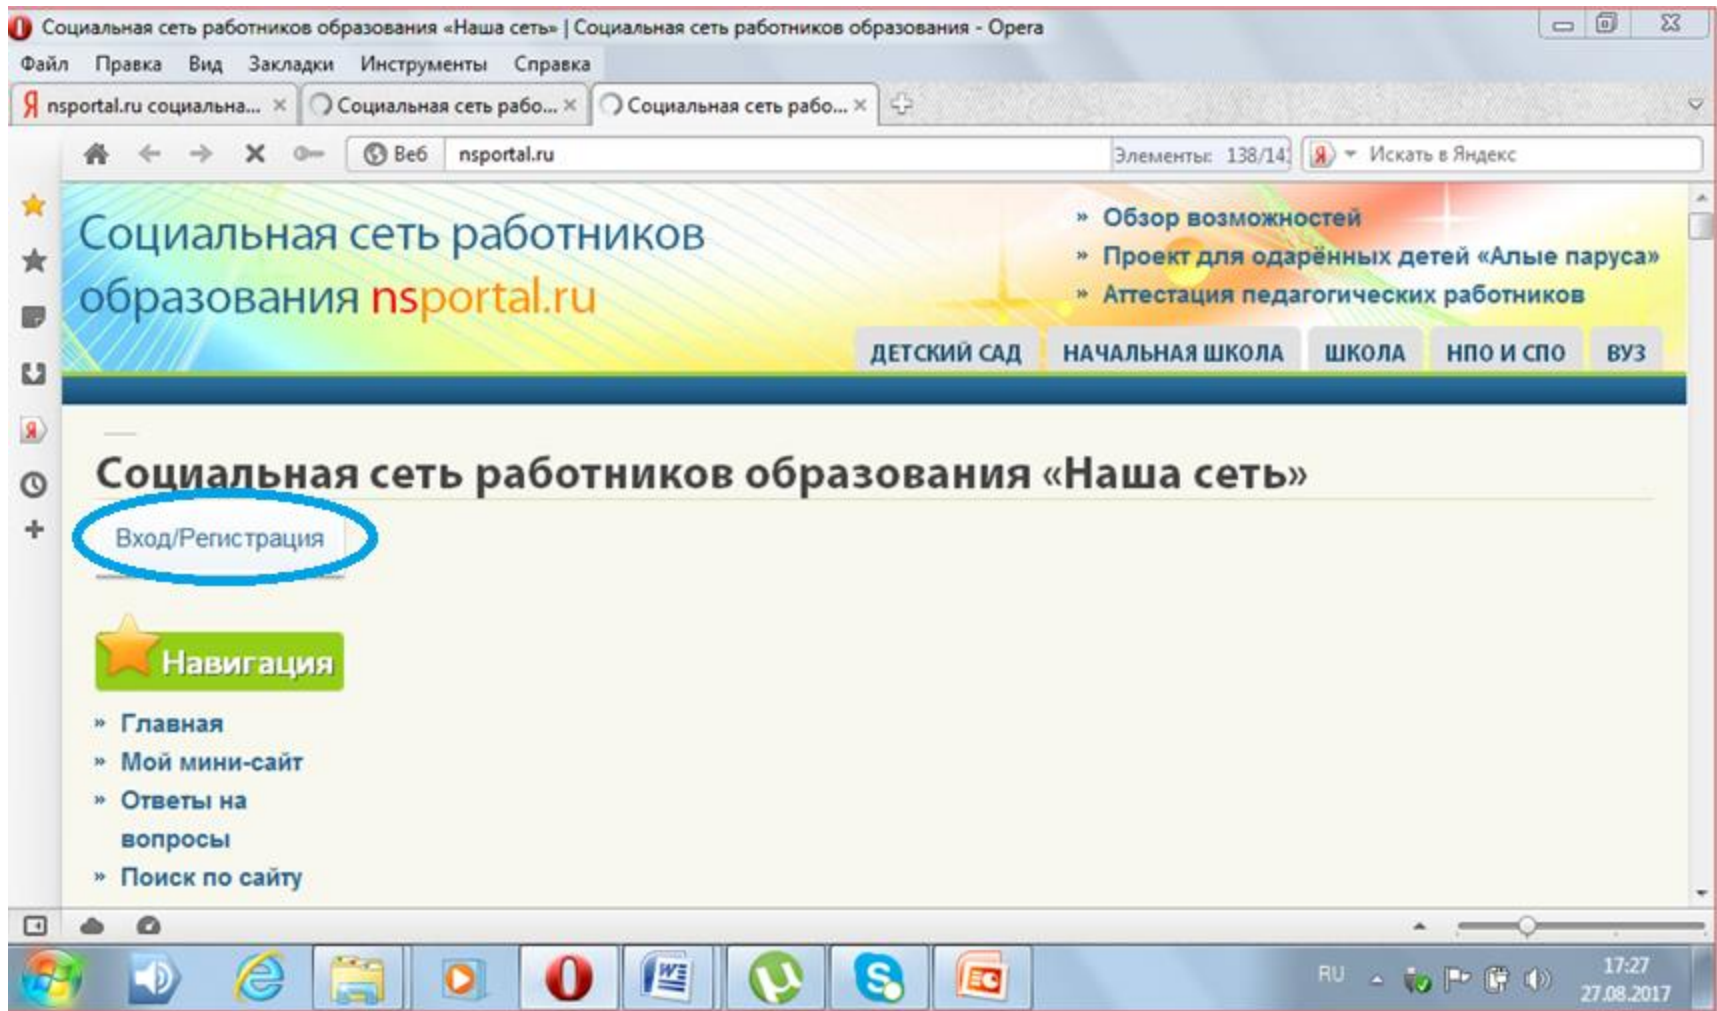 Социальная сеть работников образования «Наша сеть» | Социальная сеть работников образования - Opera
Файл Правка Вид Закладки Инструменты Справка
nsportal.ru социальна... Социальная сеть рабо... Социальная сеть рабо...
Веб nsportal.ru Элементы: 138/14 Искать в Яндекс
Социальная сеть работников
образования nsportal.ru
» Обзор возможностей
» Проект для одарённых детей «Алые паруса»
» Аттестация педагогических работников
ДЕТСКИЙ САД НАЧАЛЬНАЯ ШКОЛА ШКОЛА НПО И СПО ВУЗ
Социальная сеть работников образования «Наша сеть»
Вход/Регистрация
Навигация
» Главная
» Мой мини-сайт
» Ответы на
вопросы
» Поиск по сайту
RU 17:27
27.08.2017